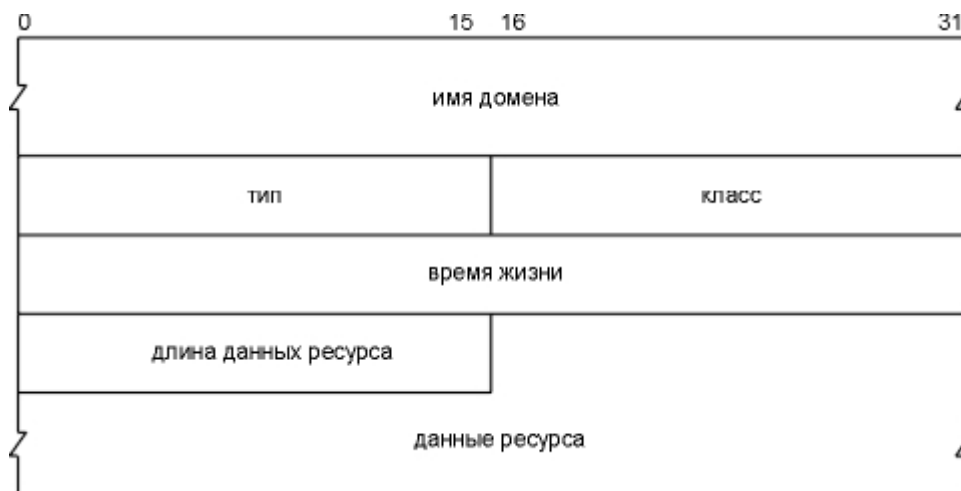 0 15 16 31
имя домена
тип класс
время жизни
длина данных ресурса
данные ресурса